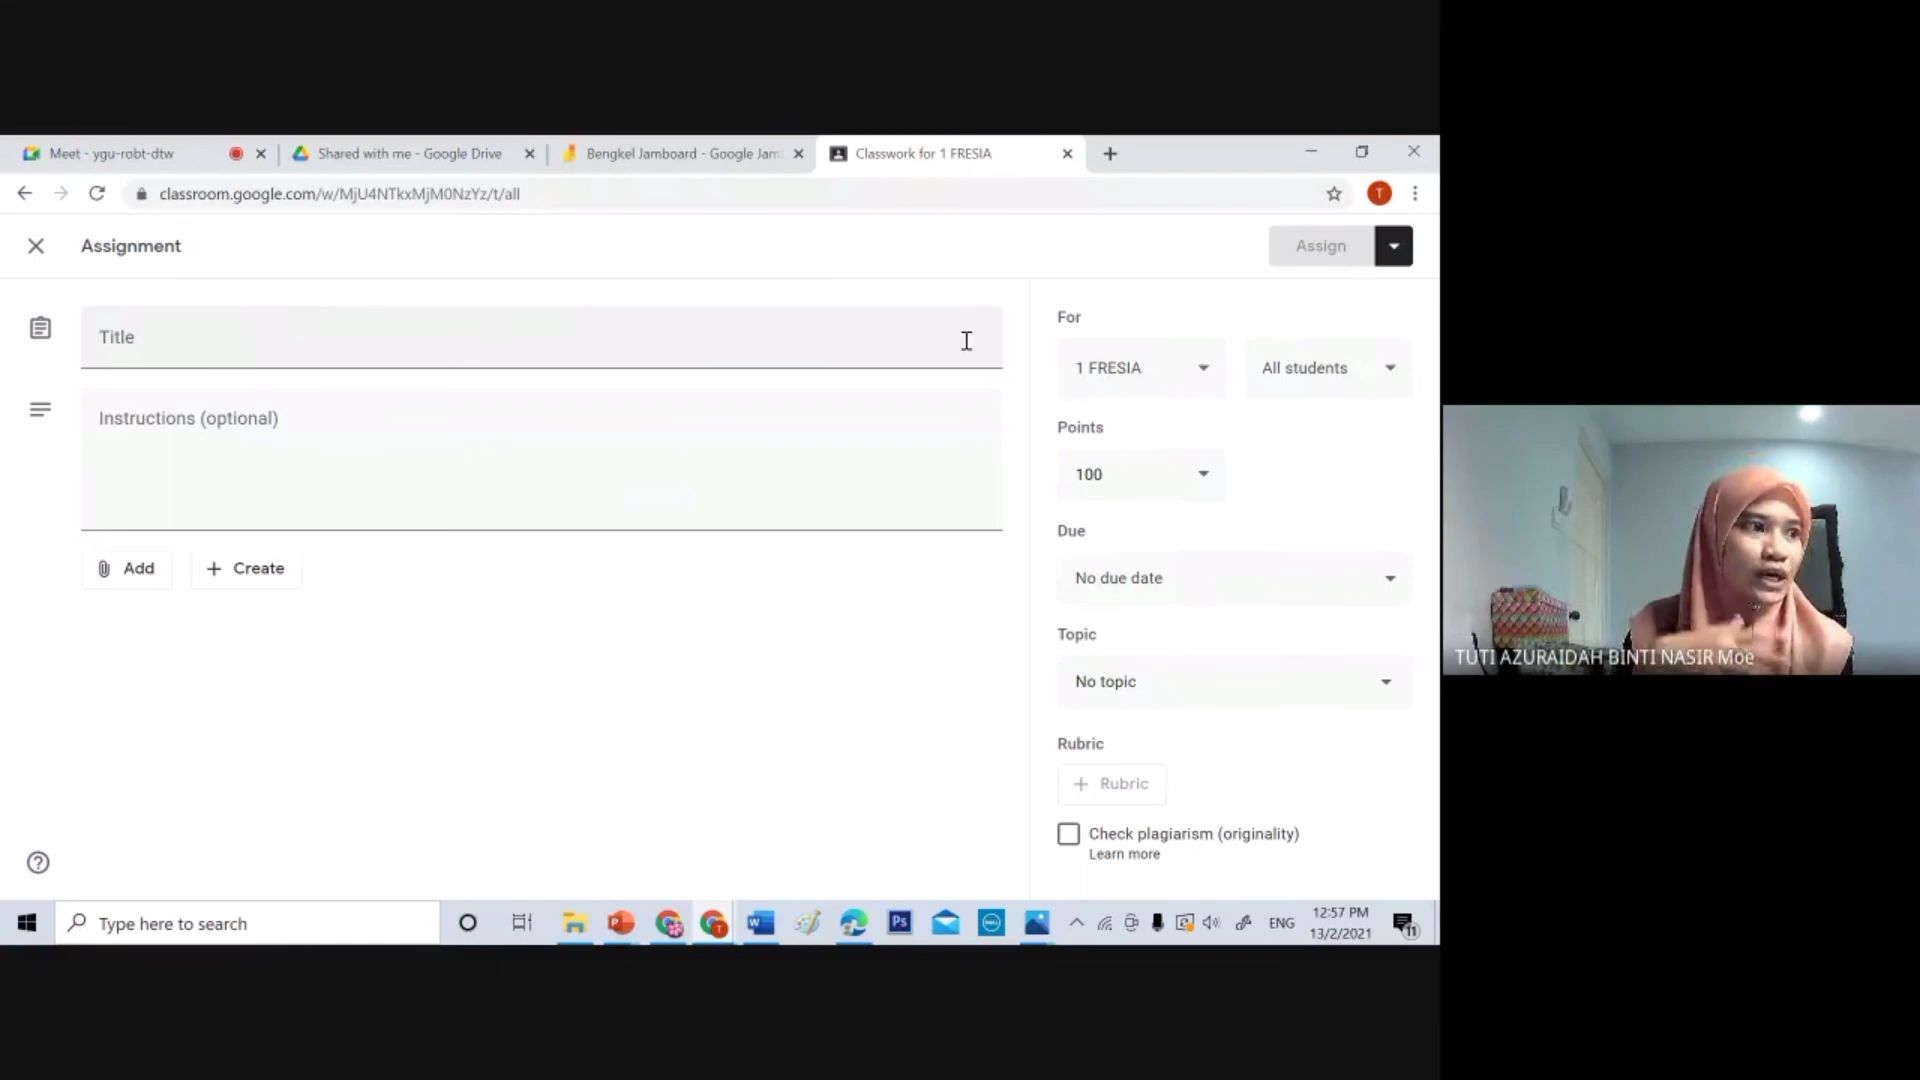 Meet - ygu-robt-dtw
Shared with me - Google Drive
Bengkel Jamboard - Google Jam
Classwork for 1 FRESIA
classroom.google.com/w/MjU4NTkxMjM0NzYz/t/all
T
Assignment
Assign
Title
Instructions (optional)
Add
Create
For
1 FRESIA
All students
Points
100
Due
No due date
Topic
No topic
Rubric
Rubric
Check plagiarism (originality)
Learn more
TUTI AZURAIDAH BINTI NASIR Moe
Type here to search
T
Ps
DELL
ENG
12:57 PM
13/2/2021
11